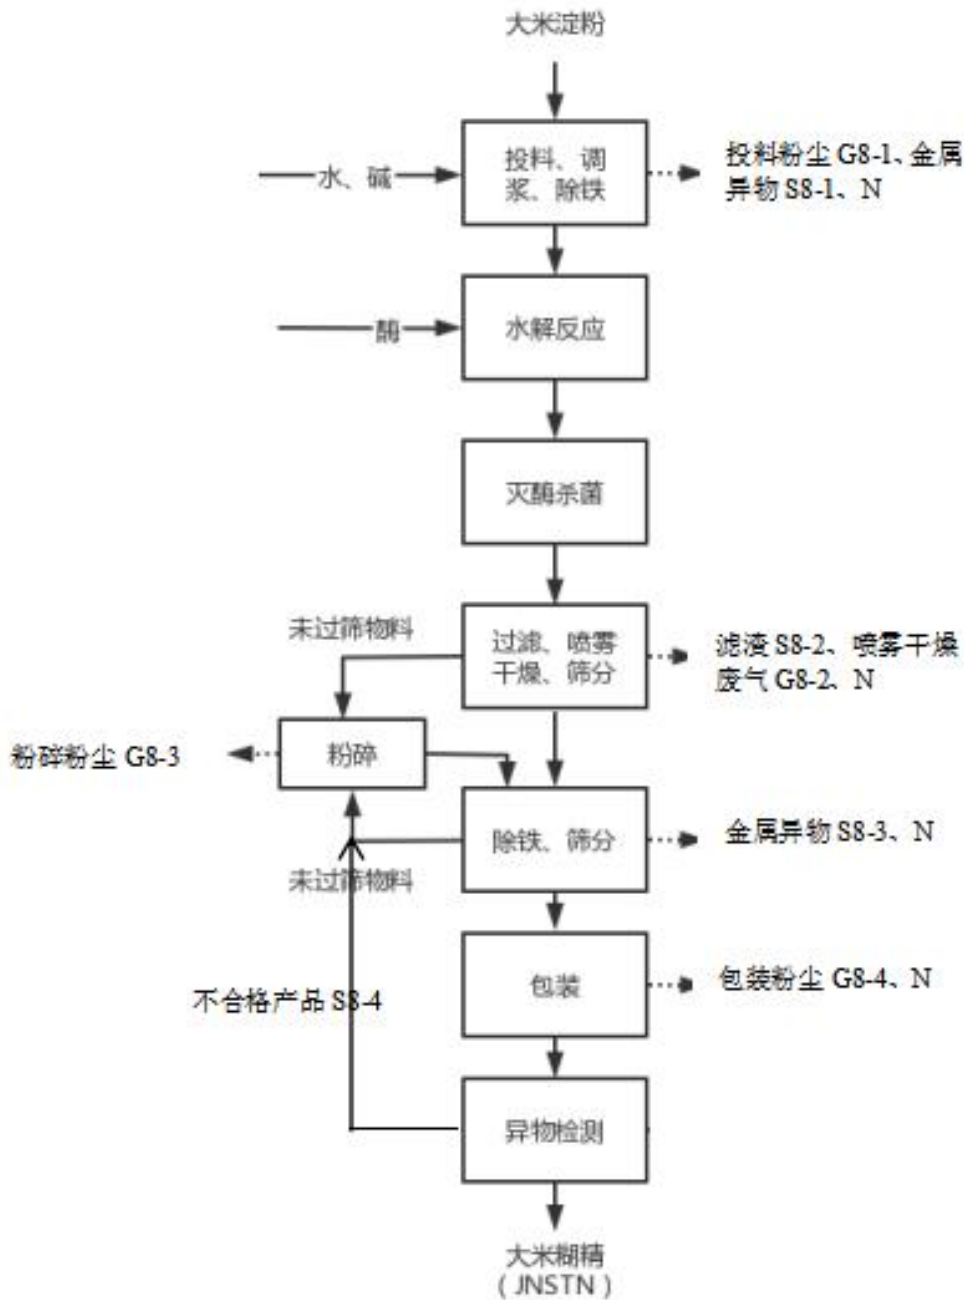 大米淀粉
投料、调
浆、除铁
水、碱
投料粉尘 G8-1、金属
异物 S8-1、N
酶
水解反应
灭酶杀菌
未过筛物料
过滤、喷雾
干燥、筛分
滤渣 S8-2、喷雾干燥
废气 G8-2、N
粉碎粉尘 G8-3
粉碎
除铁、筛分
金属异物 S8-3、N
未过筛物料
包装
包装粉尘 G8-4、N
不合格产品 S8-4
异物检测
大米糊精
（JNSTN）